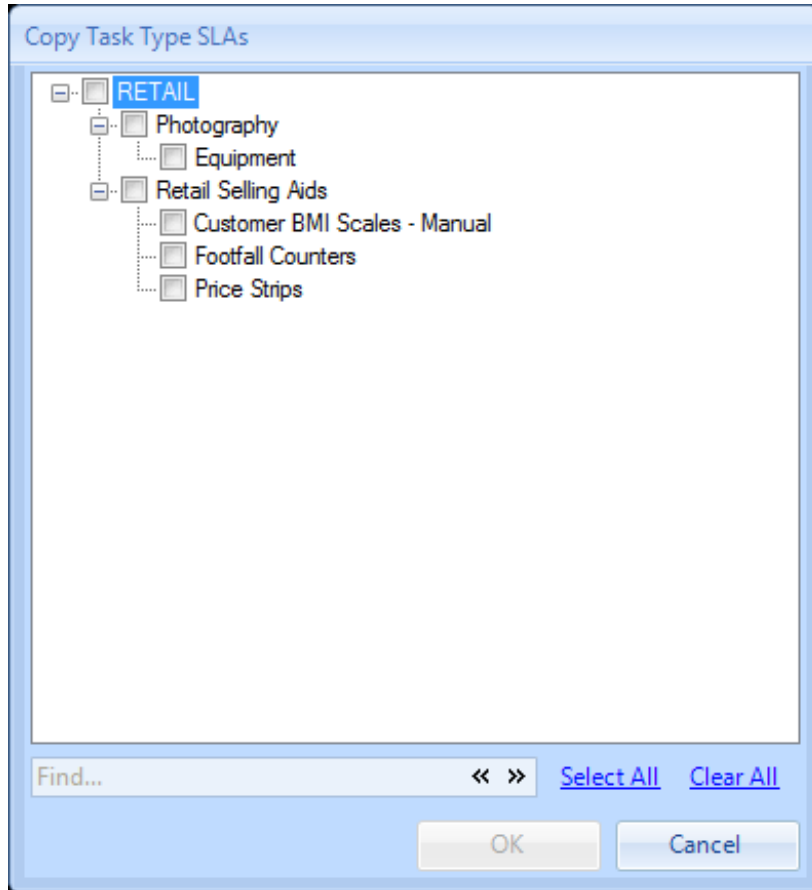 Copy Task Type SLAs
RETAIL
Photography
Equipment
Retail Selling Aids
Customer BMI Scales - Manual
Footfall Counters
Price Strips
Find... « » Select All Clear All
OK Cancel